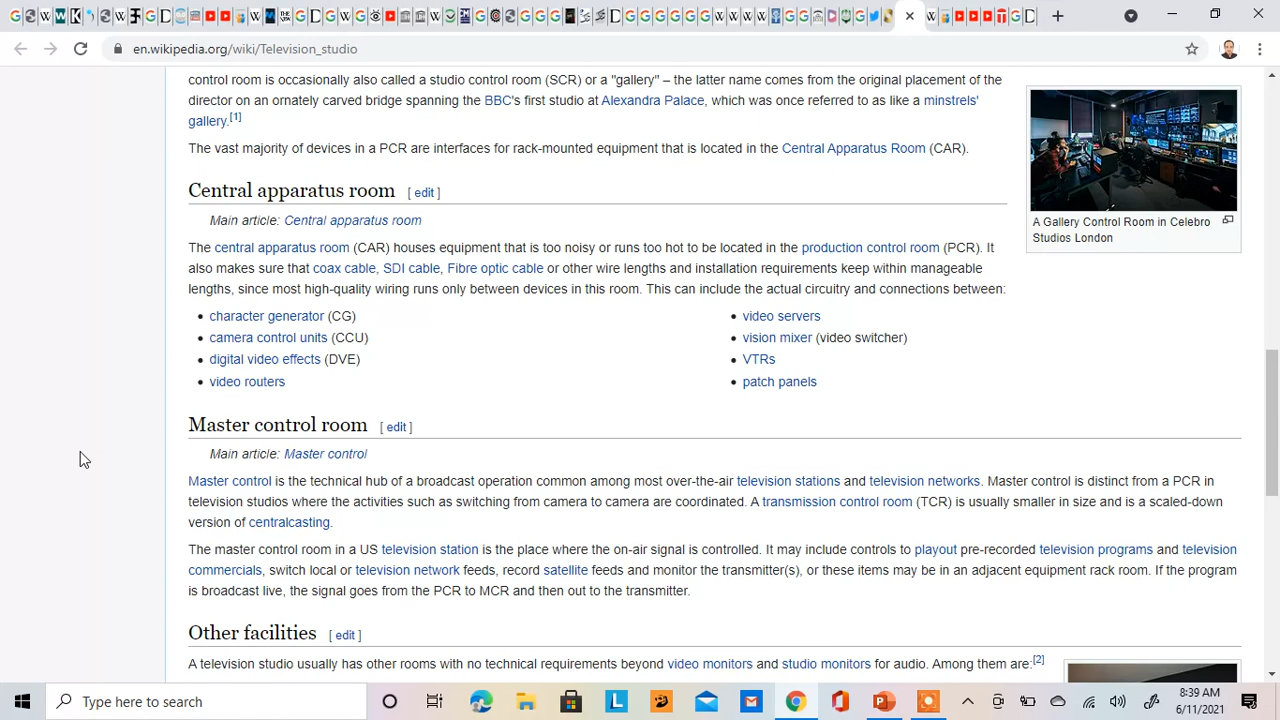 en.wikipedia.org/wiki/Television_studio
control room is occasionally also called a studio control room (SCR) or a "gallery" – the latter name comes from the original placement of the
director on an ornately carved bridge spanning the BBC's first studio at Alexandra Palace, which was once referred to as like a minstrels'
gallery.[1]
The vast majority of devices in a PCR are interfaces for rack-mounted equipment that is located in the Central Apparatus Room (CAR).
A Gallery Control Room in Celebro
Studios London
Central apparatus room [ edit ]
Main article: Central apparatus room
The central apparatus room (CAR) houses equipment that is too noisy or runs too hot to be located in the production control room (PCR). It
also makes sure that coax cable, SDI cable, Fibre optic cable or other wire lengths and installation requirements keep within manageable
lengths, since most high-quality wiring runs only between devices in this room. This can include the actual circuitry and connections between:
• character generator (CG)
• camera control units (CCU)
• digital video effects (DVE)
• video routers
• video servers
• vision mixer (video switcher)
• VTRs
• patch panels
Master control room [ edit ]
Main article: Master control
Master control is the technical hub of a broadcast operation common among most over-the-air television stations and television networks. Master control is distinct from a PCR in
television studios where the activities such as switching from camera to camera are coordinated. A transmission control room (TCR) is usually smaller in size and is a scaled-down
version of centralcasting.
The master control room in a US television station is the place where the on-air signal is controlled. It may include controls to playout pre-recorded television programs and television
commercials, switch local or television network feeds, record satellite feeds and monitor the transmitter(s), or these items may be in an adjacent equipment rack room. If the program
is broadcast live, the signal goes from the PCR to MCR and then out to the transmitter.
Other facilities [ edit ]
A television studio usually has other rooms with no technical requirements beyond video monitors and studio monitors for audio. Among them are:[2]
Type here to search
8:39 AM
6/11/2021